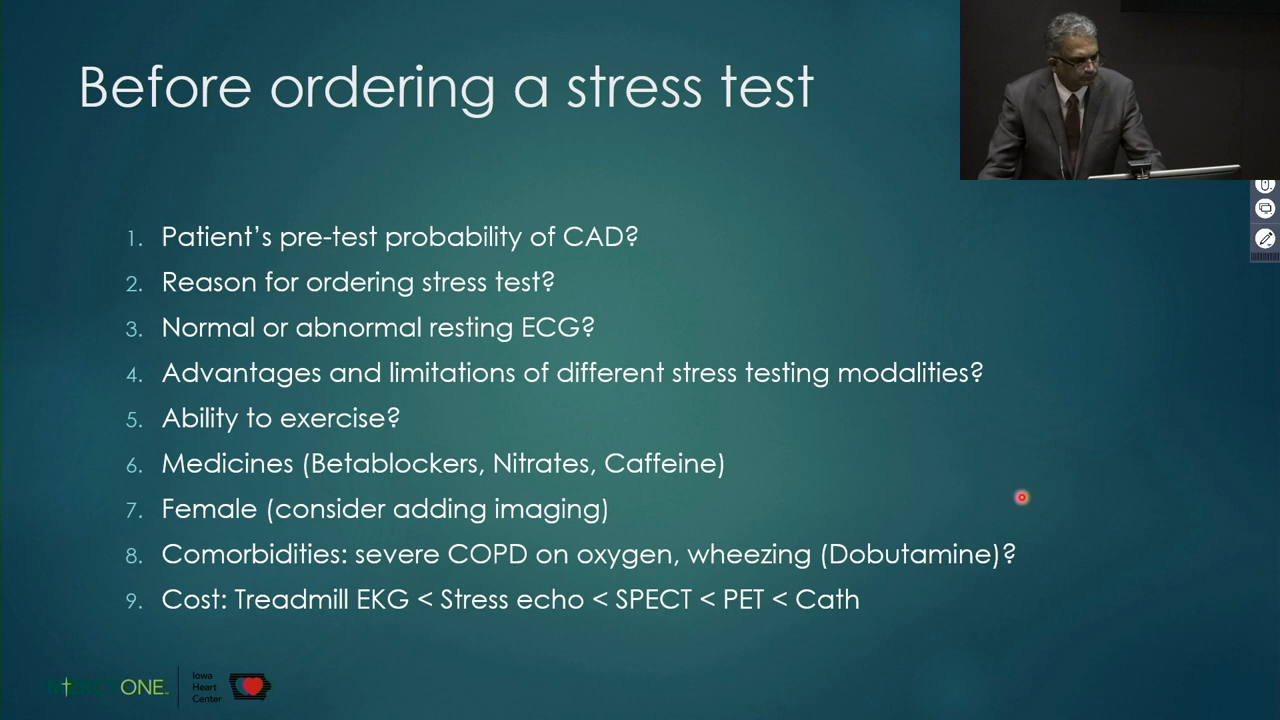 Before ordering a stress test
1. Patient’s pre-test probability of CAD?
2. Reason for ordering stress test?
3. Normal or abnormal resting ECG?
4. Advantages and limitations of different stress testing modalities?
5. Ability to exercise?
6. Medicines (Betablockers, Nitrates, Caffeine)
7. Female (consider adding imaging)
8. Comorbidities: severe COPD on oxygen, wheezing (Dobutamine)?
9. Cost: Treadmill EKG < Stress echo < SPECT < PET < Cath
MERCYONE
Iowa
Heart
Center